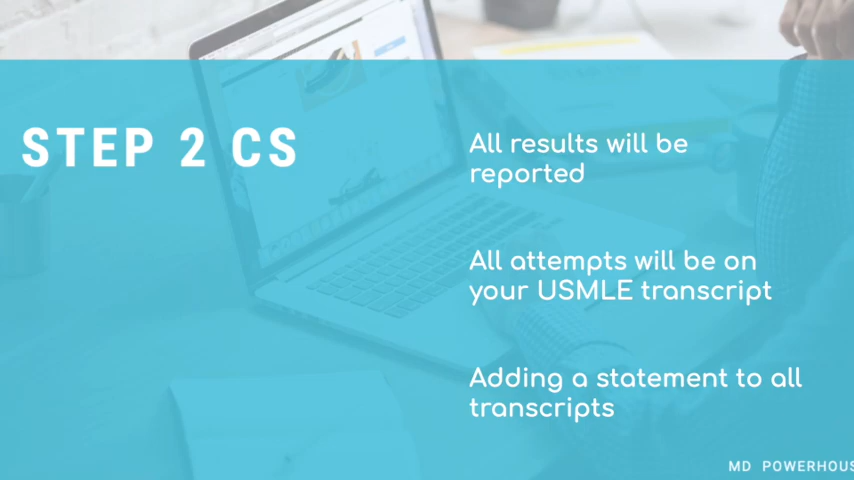 STEP 2 CS
All results will be
reported
All attempts will be on
your USMLE transcript
Adding a statement to all
transcripts
MD POWERHOUS